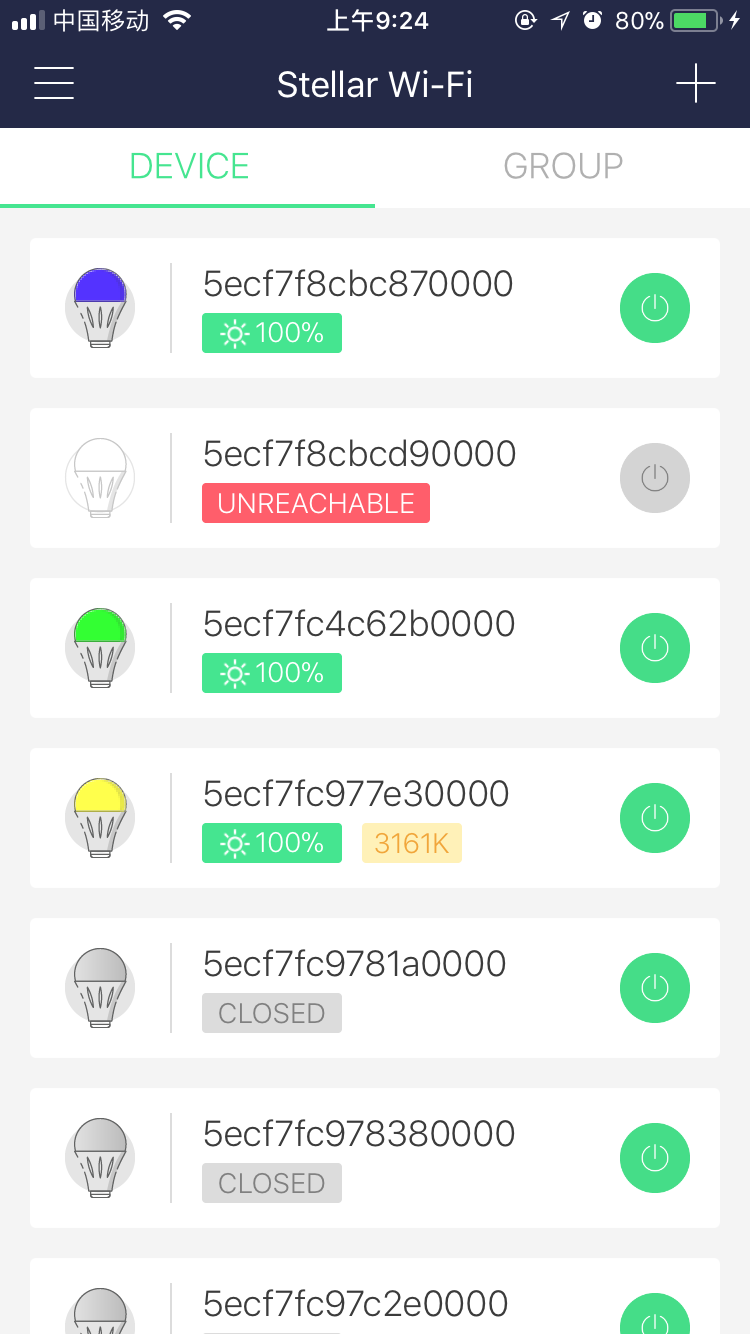 中国移动 上午9:24 80%
Stellar Wi-Fi
DEVICE GROUP
5ecf7f8cbc870000
100%
5ecf7f8cbcd90000
UNREACHABLE
5ecf7fc4c62b0000
100%
5ecf7fc977e30000
100% 3161K
5ecf7fc9781a0000
CLOSED
5ecf7fc978380000
CLOSED
5ecf7fc97c2e0000